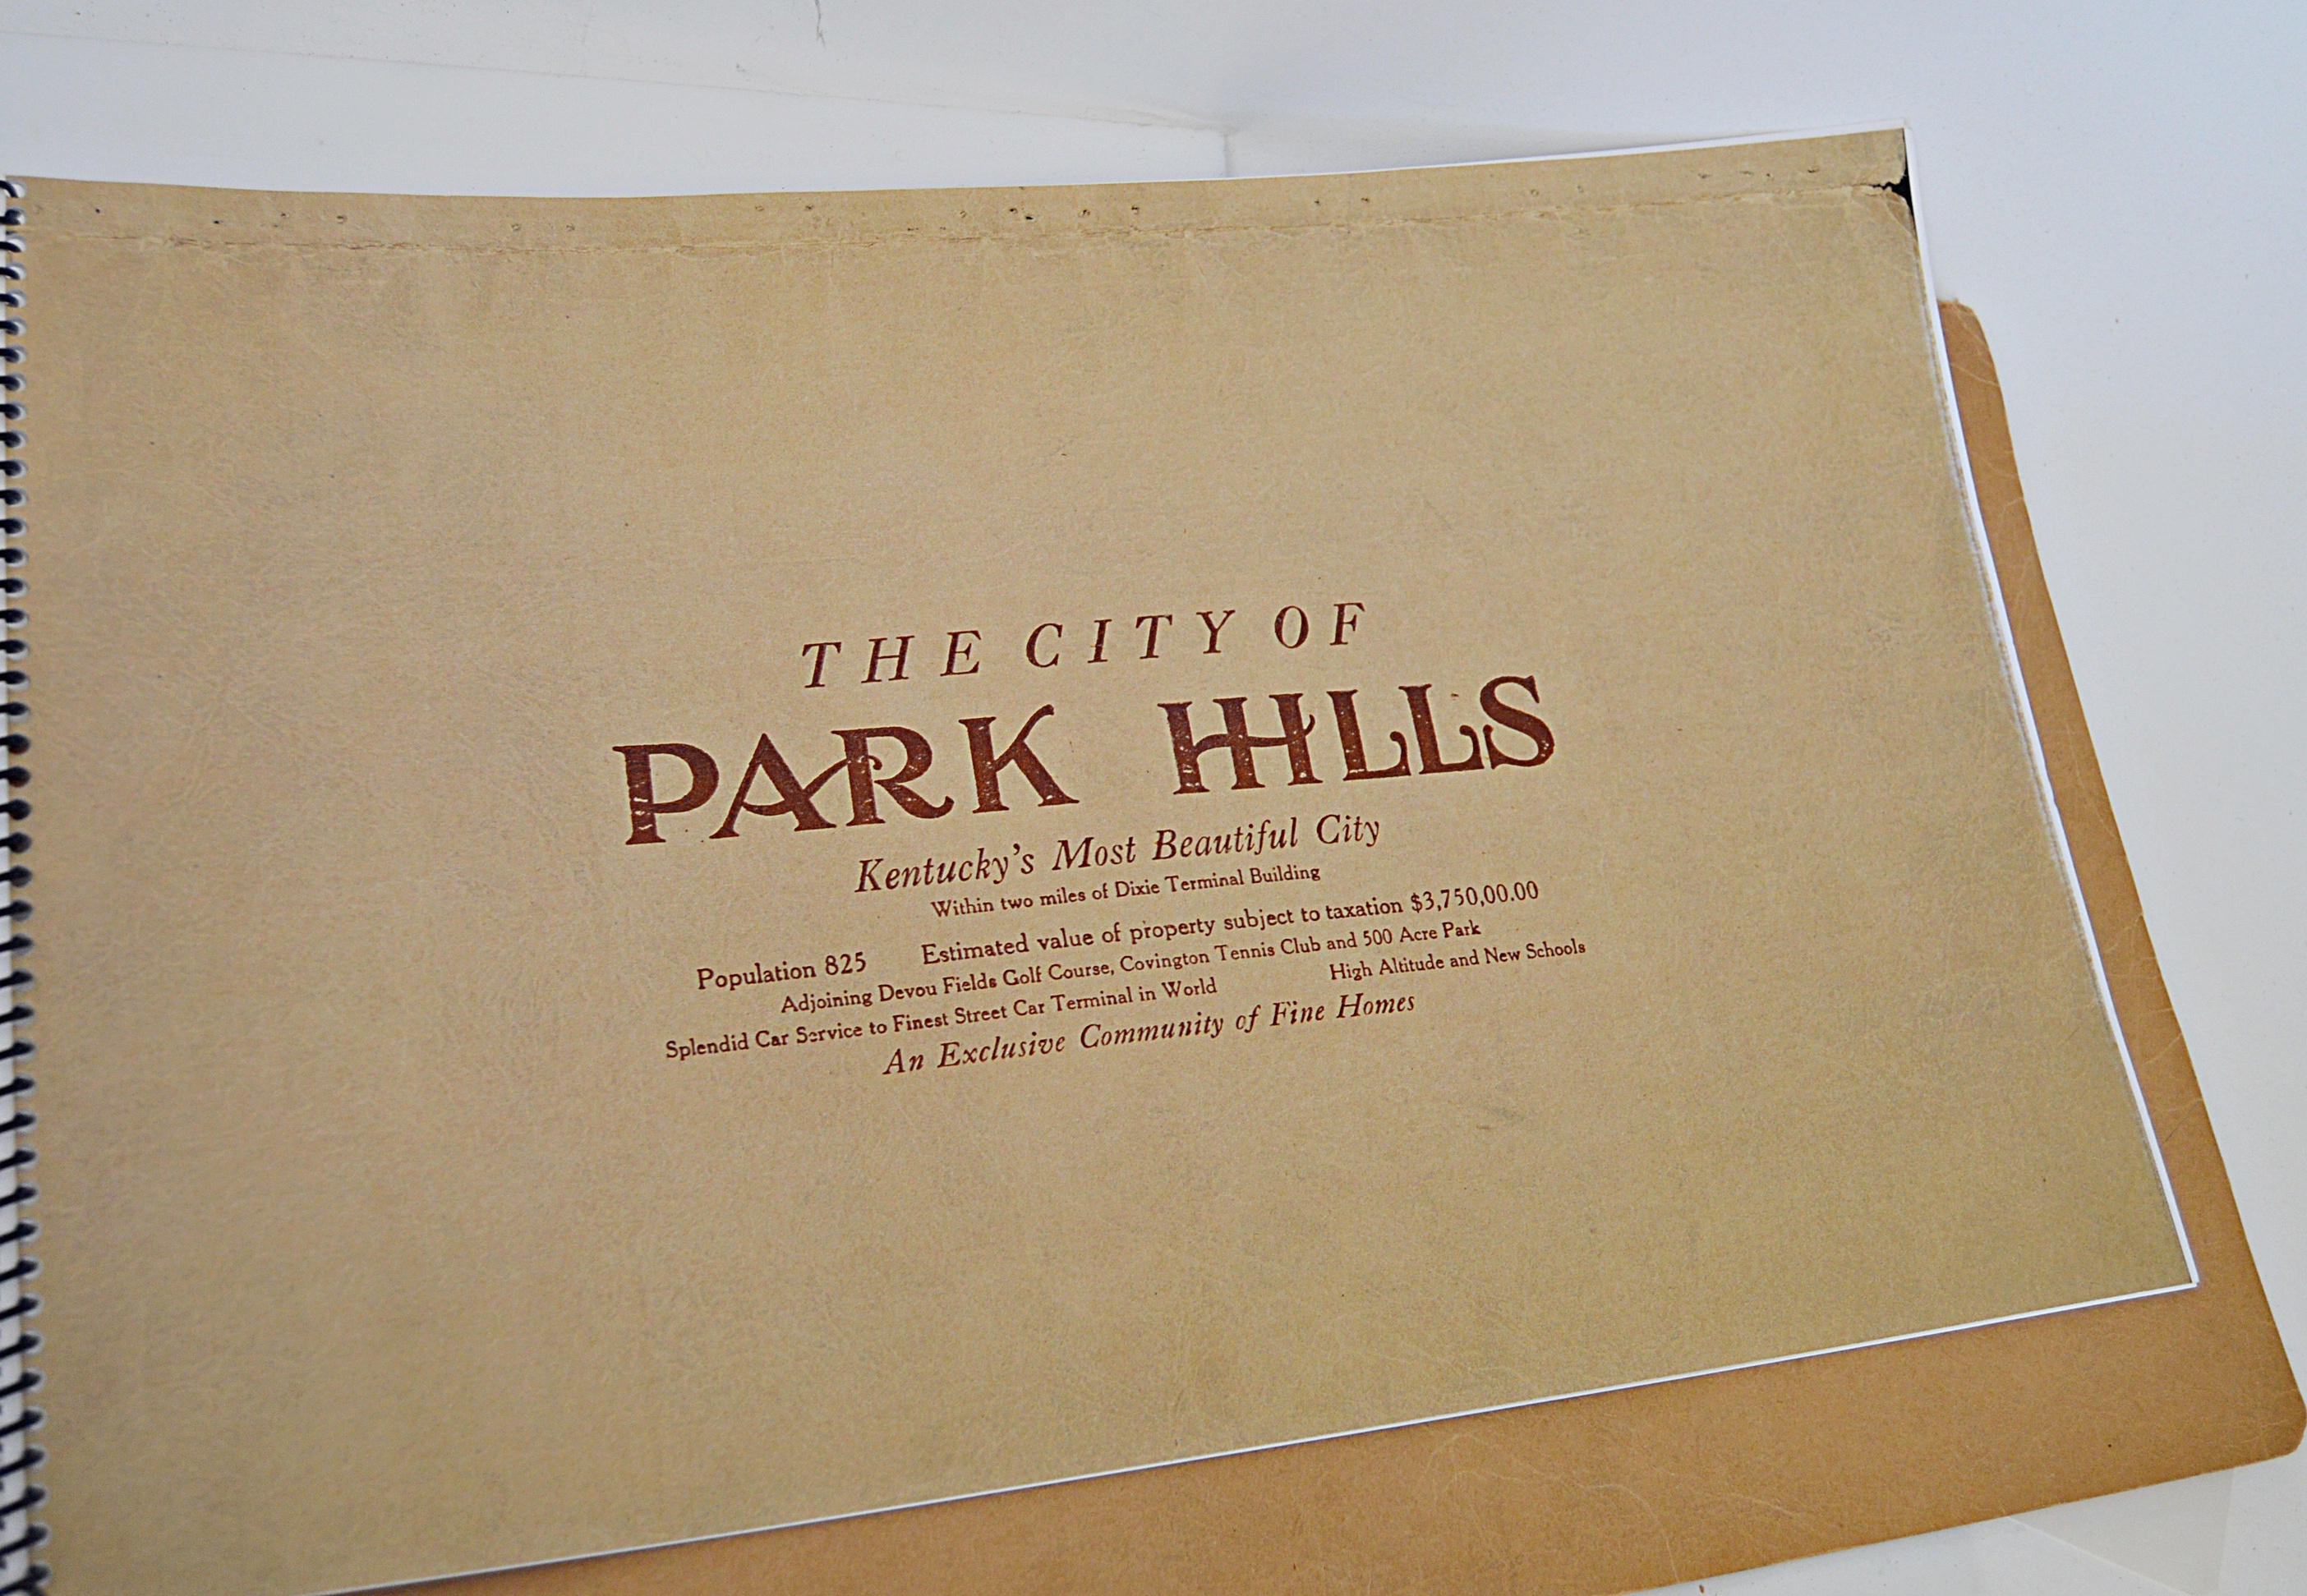 THE CITY OF
PARK HILLS
Kentucky's Most Beautiful City
Within two miles of Dixie Terminal Building
Population 825 Estimated value of property subject to taxation $3,750,00.00
Adjoining Devou Fields Golf Course, Covington Tennis Club and 500 Acre Park
Splendid Car Service to Finest Street Car Terminal in World High Altitude and New Schools
An Exclusive Community of Fine Homes